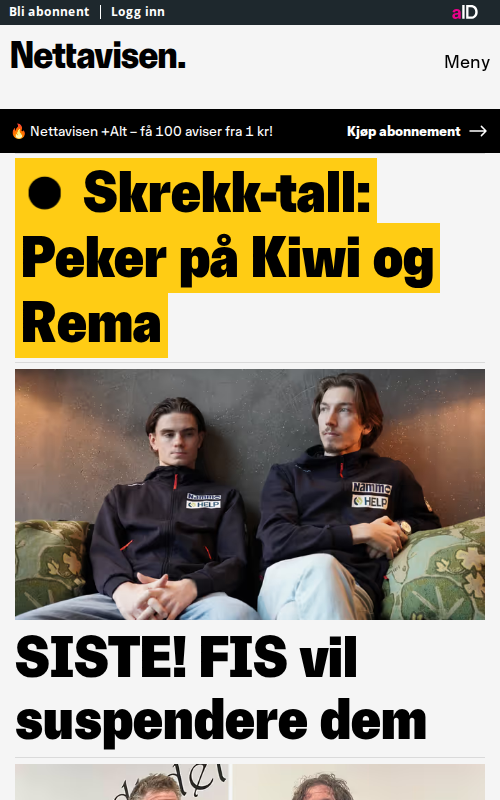 Bli abonnent
Logg inn
aID
Nettavisen.
Meny
🔥 Nettavisen +Alt – få 100 aviser fra 1 kr!
Kjøp abonnement →
● Skrekk-tall:
Peker på Kiwi og
Rema
Nammo
HELP
Nammo
HELP
SISTE! FIS vil
suspendere dem